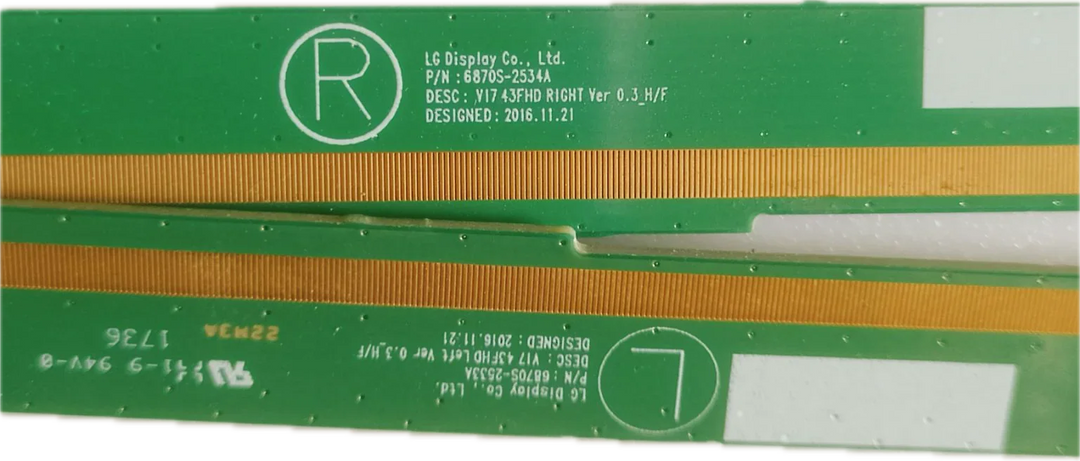 R
LG Display Co., Ltd.
P/N : 6870S-2534A
DESC : V17 43FHD RIGHT Ver 0.3_H/F
DESIGNED : 2016.11.21
L
LG Display Co., Ltd.
P/N : 6870S-2533A
DESC : V17 43FHD Left Ver 0.3_H/F
DESIGNED : 2016.11.21
22M3A
1736
94V-0